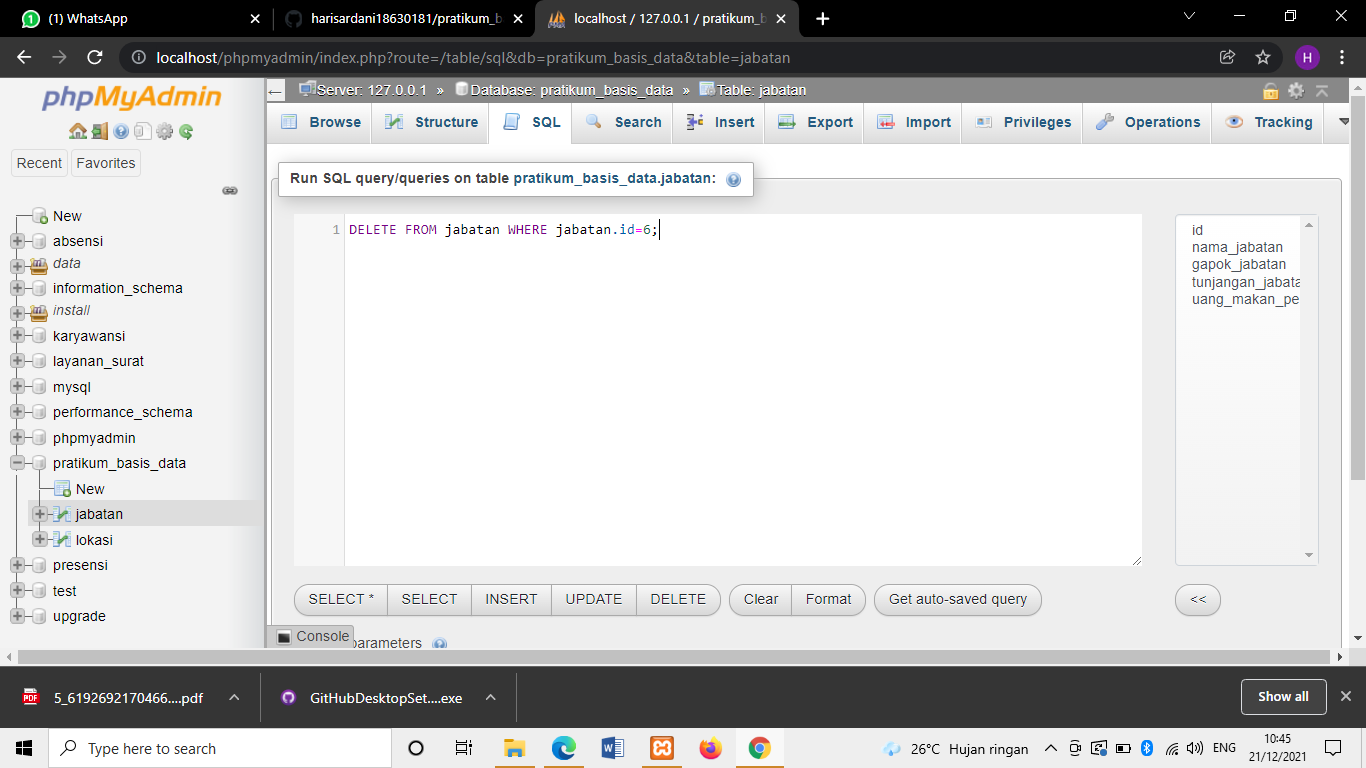 (1) WhatsApp
harisardani18630181/pratikum_b
localhost / 127.0.0.1 / pratikum_b
localhost/phpmyadmin/index.php?route=/table/sql&db=pratikum_basis_data&table=jabatan
H
phpMyAdmin
Recent
Favorites
New
absensi
data
information_schema
install
karyawansi
layanan_surat
mysql
performance_schema
phpmyadmin
pratikum_basis_data
New
jabatan
lokasi
presensi
test
upgrade
Server: 127.0.0.1 » Database: pratikum_basis_data » Table: jabatan
Browse
Structure
SQL
Search
Insert
Export
Import
Privileges
Operations
Tracking
Run SQL query/queries on table pratikum_basis_data.jabatan:
1 DELETE FROM jabatan WHERE jabatan.id=6;
id
nama_jabatan
gapok_jabatan
tunjangan_jabata
uang_makan_pe
SELECT *
SELECT
INSERT
UPDATE
DELETE
Clear
Format
Get auto-saved query
<<
Console
parameters
5_6192692170466....pdf
GitHubDesktopSet....exe
Show all
Type here to search
26°C Hujan ringan
ENG
10:45
21/12/2021